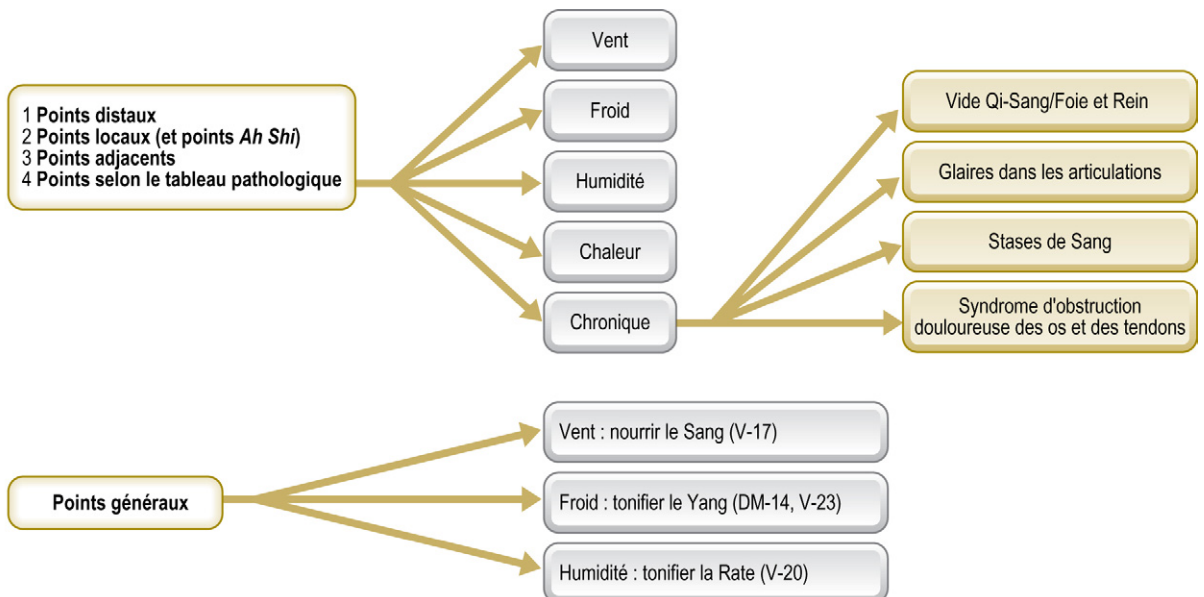 1 Points distaux
2 Points locaux (et points Ah Shi)
3 Points adjacents
4 Points selon le tableau pathologique
Vent
Froid
Humidité
Chaleur
Chronique
Vide Qi-Sang/Foie et Rein
Glaires dans les articulations
Stases de Sang
Syndrome d'obstruction
douloureuse des os et des tendons
Points généraux
Vent : nourrir le Sang (V-17)
Froid : tonifier le Yang (DM-14, V-23)
Humidité : tonifier la Rate (V-20)